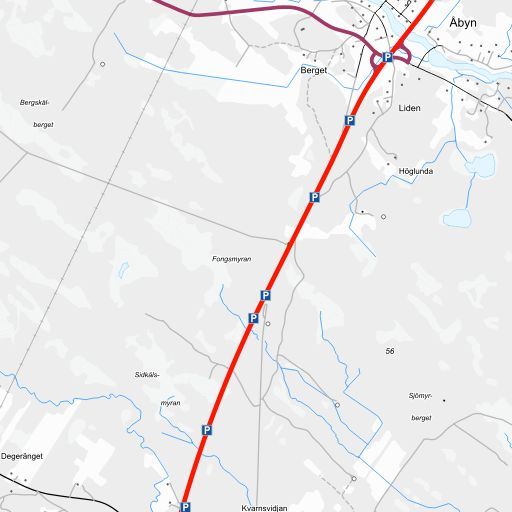 Åbyn
P
Berget
Bergskäl-
berget
Liden
P
Höglunda
P
Fongsmyran
P
P
56
Sidkäls-
myran
Sjömyr-
berget
P
Degeränget
P
Kvarnsvidjan